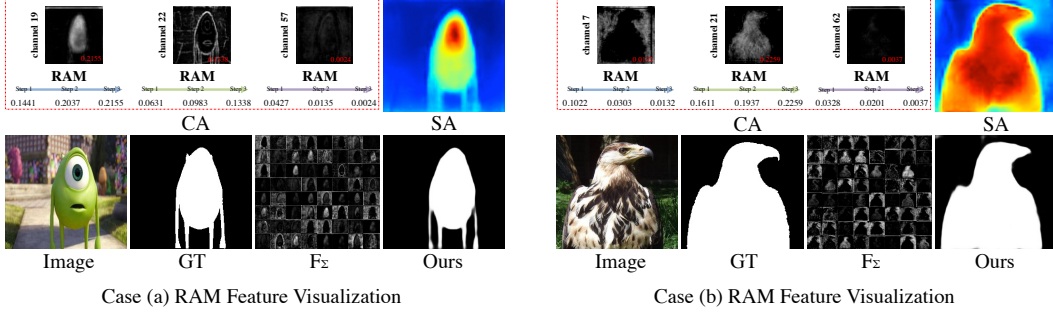 channel 19
channel 22
channel 57
0.2155
0.0024
RAM RAM RAM
Step 1 Step 2 Step 3 Step 1 Step 2 Step 3 Step 1 Step 2 Step 3
0.1441 0.2037 0.2155 0.0631 0.0983 0.1338 0.0427 0.0135 0.0024
CA SA
Image GT FΣ Ours
Case (a) RAM Feature Visualization
channel 7
channel 21
channel 62
0.2259
0.0037
RAM RAM RAM
Step 1 Step 2 Step 3 Step 1 Step 2 Step 3 Step 1 Step 2 Step 3
0.1022 0.0303 0.0132 0.1611 0.1937 0.2259 0.0328 0.0201 0.0037
CA SA
Image GT FΣ Ours
Case (b) RAM Feature Visualization